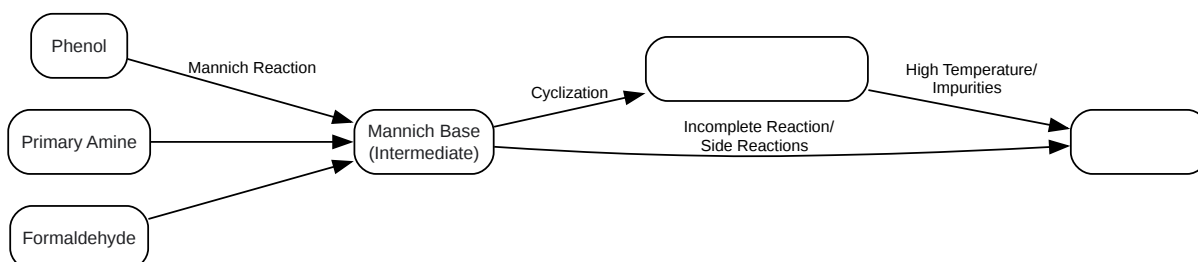 Phenol
Mannich Reaction
Primary Amine
Formaldehyde
Mannich Base
(Intermediate)
Cyclization
Incomplete Reaction/
Side Reactions
High Temperature/
Impurities